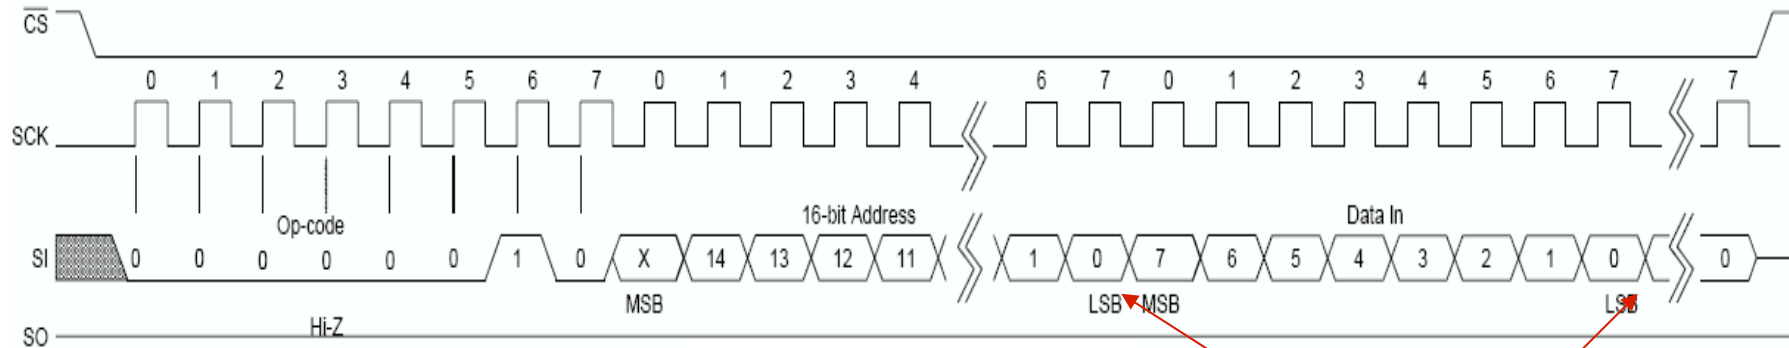 CS
0 1 2 3 4 5 6 7 0 1 2 3 4 6 7 0 1 2 3 4 5 6 7 7
SCK
Op-code 16-bit Address Data In
SI 0 0 0 0 0 0 1 0 X 14 13 12 11 1 0 7 6 5 4 3 2 1 0 0
MSB LSB MSB LSB
Hi-Z
SO